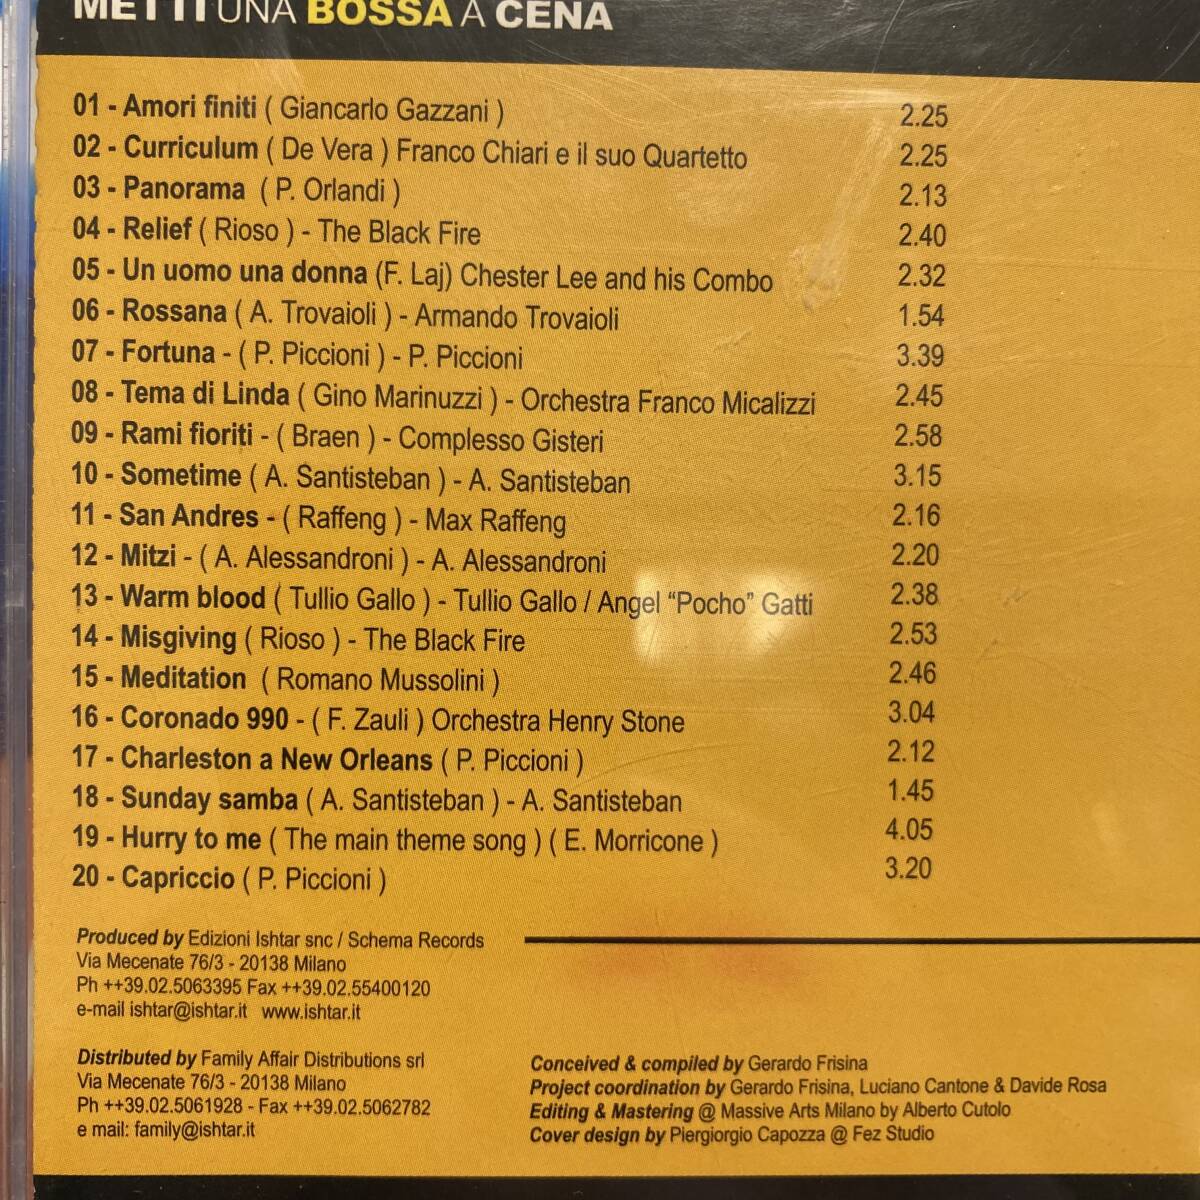 METTI UNA BOSSA A CENA
01 - Amori finiti ( Giancarlo Gazzani ) 2.25
02 - Curriculum ( De Vera ) Franco Chiari e il suo Quartetto 2.25
03 - Panorama ( P. Orlandi ) 2.13
04 - Relief ( Rioso ) - The Black Fire 2.40
05 - Un uomo una donna (F. Laj) Chester Lee and his Combo 2.32
06 - Rossana ( A. Trovaioli ) - Armando Trovaioli 1.54
07 - Fortuna - ( P. Piccioni ) - P. Piccioni 3.39
08 - Tema di Linda ( Gino Marinuzzi ) - Orchestra Franco Micalizzi 2.45
09 - Rami fioriti - ( Braen ) - Complesso Gisteri 2.58
10 - Sometime ( A. Santisteban ) - A. Santisteban 3.15
11 - San Andres - ( Raffeng ) - Max Raffeng 2.16
12 - Mitzi - ( A. Alessandroni ) - A. Alessandroni 2.20
13 - Warm blood ( Tullio Gallo ) - Tullio Gallo / Angel “Pocho” Gatti 2.38
14 - Misgiving ( Rioso ) - The Black Fire 2.53
15 - Meditation ( Romano Mussolini ) 2.46
16 - Coronado 990 - ( F. Zauli ) Orchestra Henry Stone 3.04
17 - Charleston a New Orleans ( P. Piccioni ) 2.12
18 - Sunday samba ( A. Santisteban ) - A. Santisteban 1.45
19 - Hurry to me ( The main theme song ) ( E. Morricone ) 4.05
20 - Capriccio ( P. Piccioni ) 3.20
Produced by Edizioni Ishtar snc / Schema Records
Via Mecenate 76/3 - 20138 Milano
Ph ++39.02.5063395 Fax ++39.02.55400120
e-mail ishtar@ishtar.it www.ishtar.it
Distributed by Family Affair Distributions srl
Via Mecenate 76/3 - 20138 Milano
Ph ++39.02.5061928 - Fax ++39.02.5062782
e mail: family@ishtar.it
Conceived & compiled by Gerardo Frisina
Project coordination by Gerardo Frisina, Luciano Cantone & Davide Rosa
Editing & Mastering @ Massive Arts Milano by Alberto Cutolo
Cover design by Piergiorgio Capozza @ Fez Studio